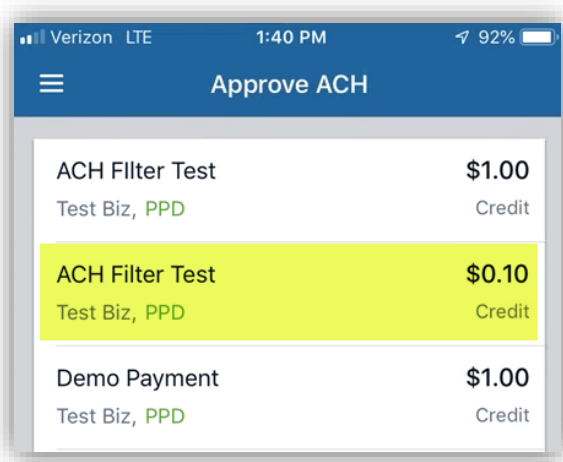 Verizon LTE 1:40 PM 92%
Approve ACH
ACH FIlter Test $1.00
Test Biz, PPD Credit
ACH Filter Test $0.10
Test Biz, PPD Credit
Demo Payment $1.00
Test Biz, PPD Credit